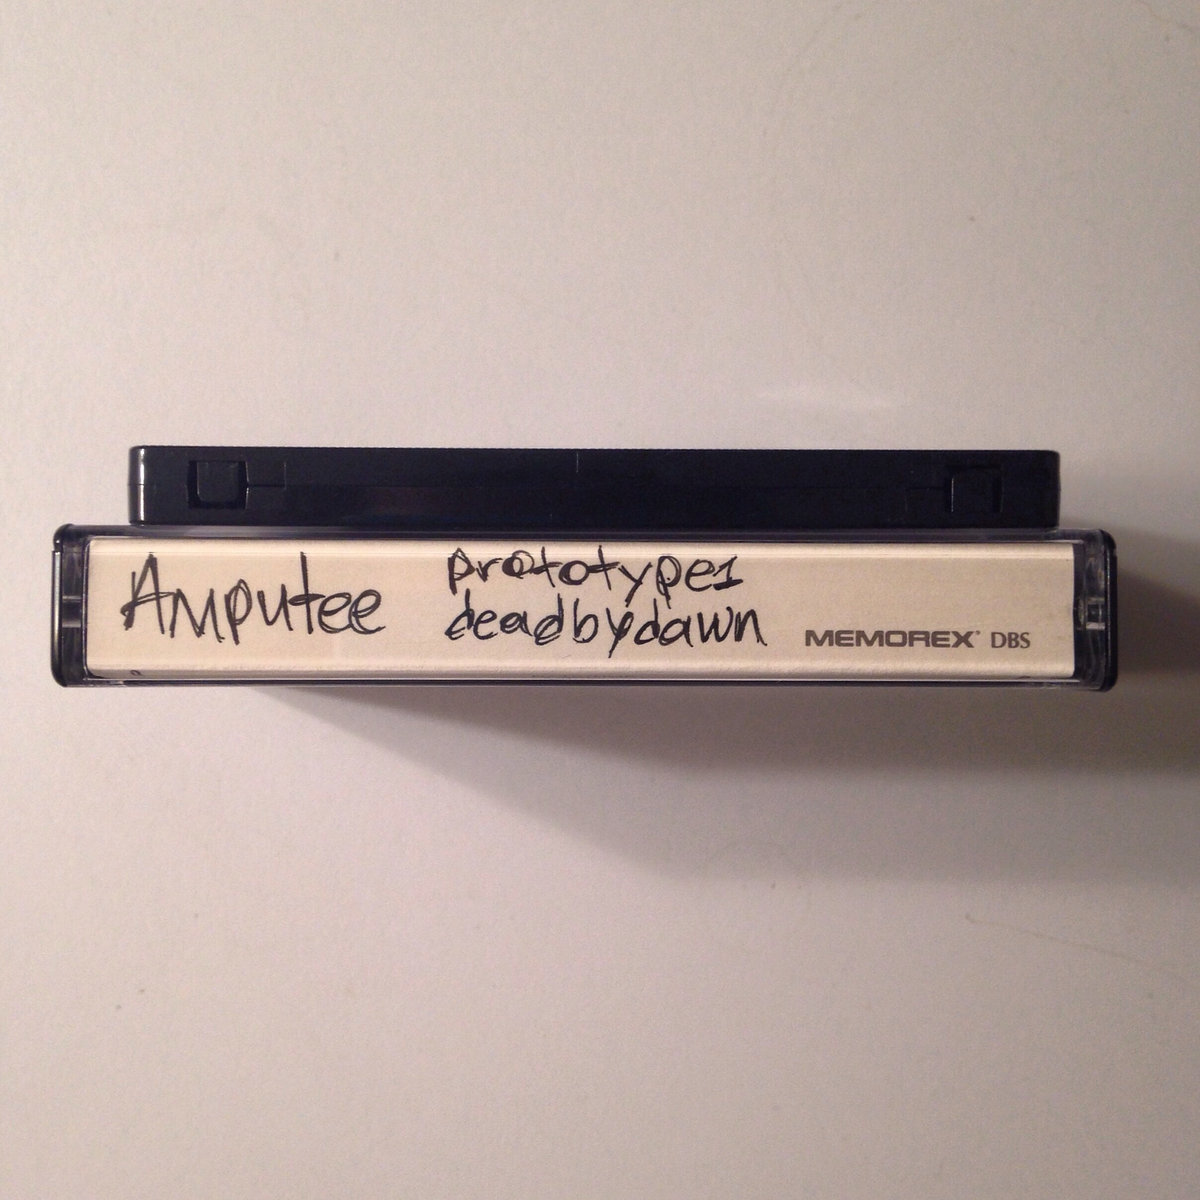 Amputee
prototype1
deadbydawn
MEMOREX DBS